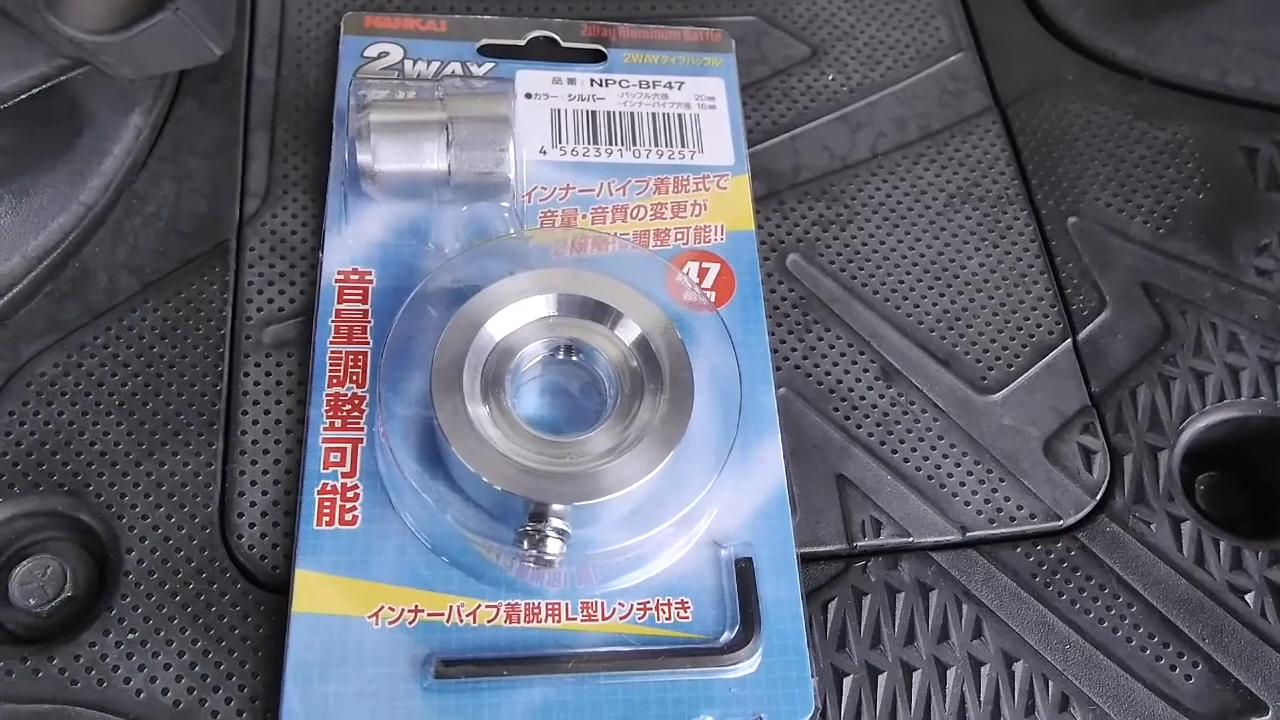 NANKAI
2Way Aluminum Baffle
2WAY
2WAYタイプバッフル!
品番: NPC-BF47
●カラー: シルバー
・バッフル穴径 20mm
・インナーパイプ穴径 16mm
4 562391 079257
インナーパイプ着脱式で
音量・音質の変更が
調整可能!!
47
音量調整可能
インナーパイプ着脱用L型レンチ付き